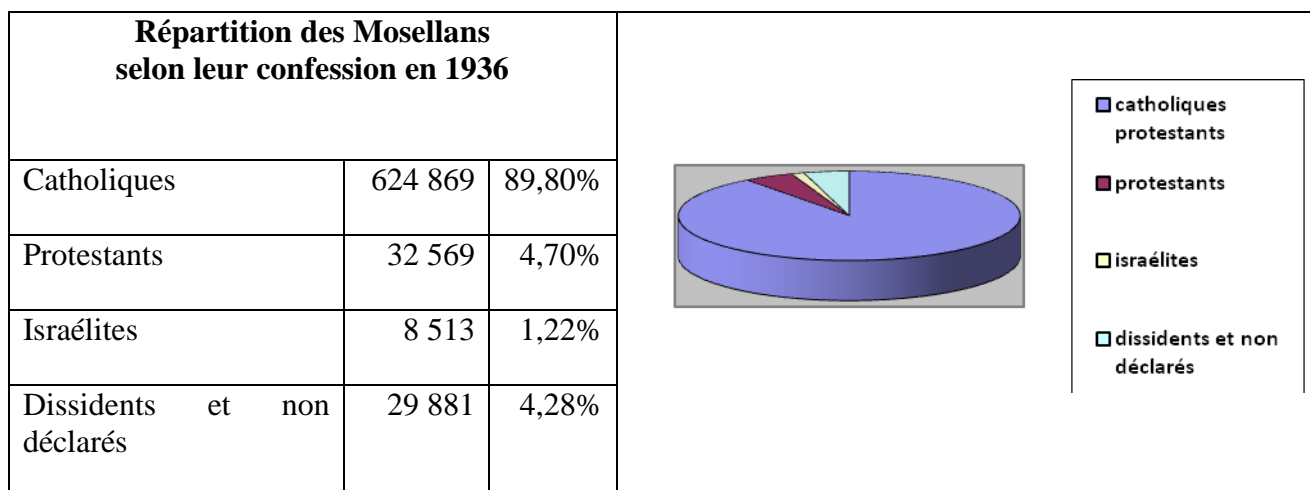 Répartition des Mosellans
selon leur confession en 1936
Catholiques 624 869 89,80%
Protestants 32 569 4,70%
Israélites 8 513 1,22%
Dissidents et non 29 881 4,28%
déclarés
catholiques
protestants
protestants
israélites
dissidents et non
déclarés